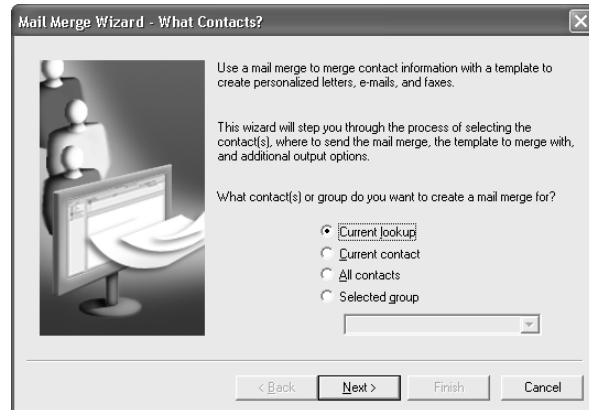 Mail Merge Wizard - What Contacts?
Use a mail merge to merge contact information with a template to
create personalized letters, e-mails, and faxes.
This wizard will step you through the process of selecting the
contact(s), where to send the mail merge, the template to merge with,
and additional output options.
What contact(s) or group do you want to create a mail merge for?
Current lookup
Current contact
All contacts
Selected group
< Back Next > Finish Cancel